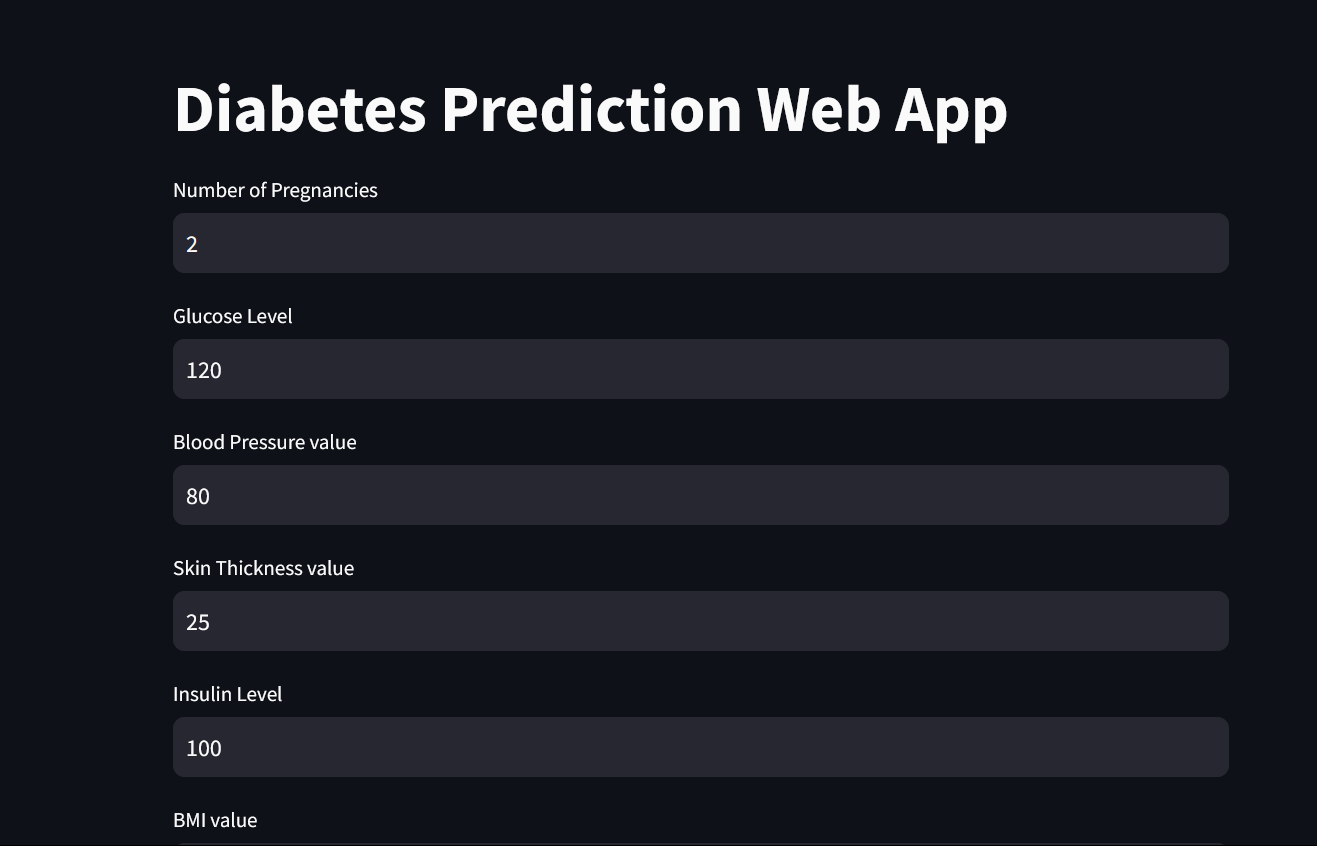 Diabetes Prediction Web App
Number of Pregnancies
2
Glucose Level
120
Blood Pressure value
80
Skin Thickness value
25
Insulin Level
100
BMI value